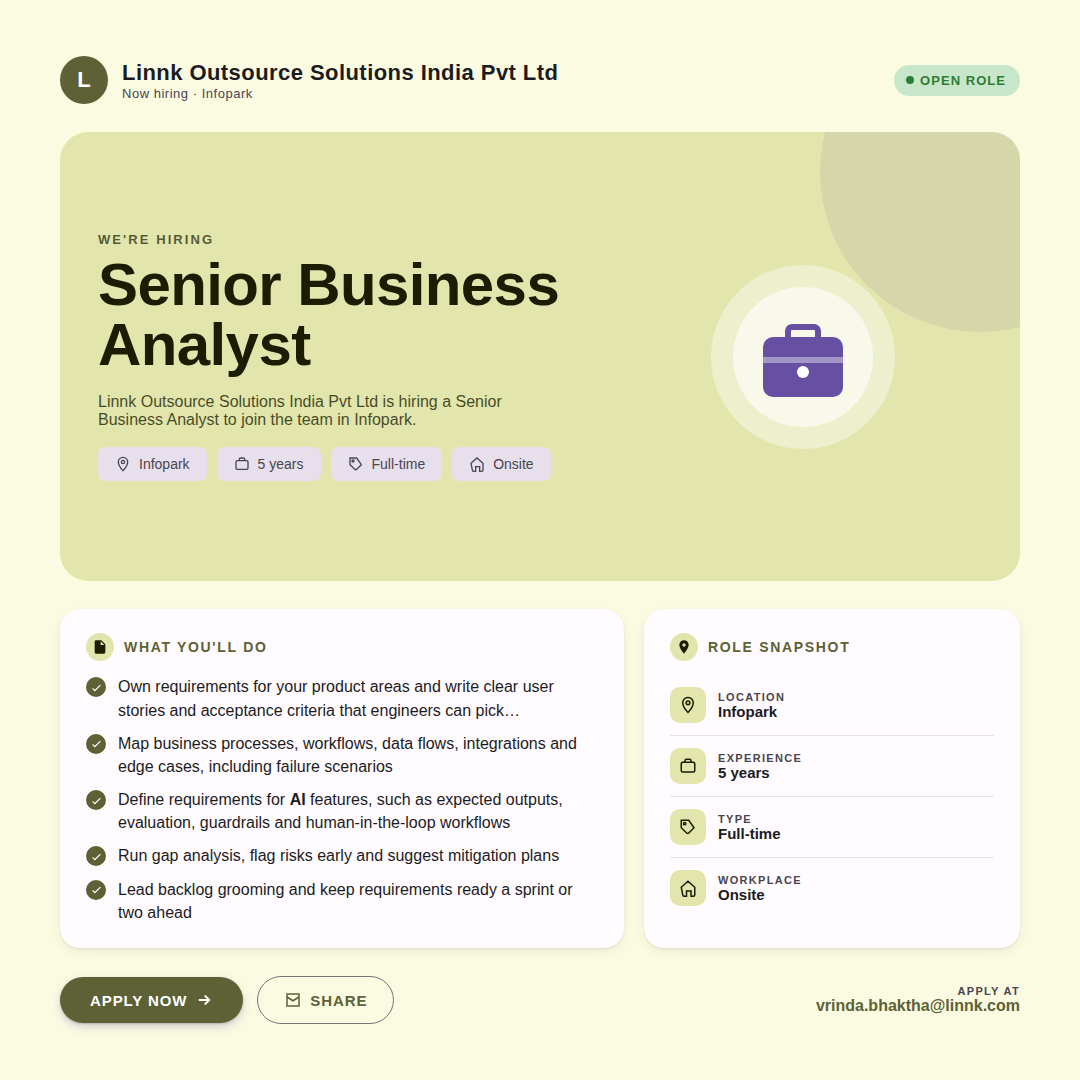 L
Linnk Outsource Solutions India Pvt Ltd
Now hiring · Infopark
OPEN ROLE
WE'RE HIRING
Senior Business
Analyst
Linnk Outsource Solutions India Pvt Ltd is hiring a Senior
Business Analyst to join the team in Infopark.
Infopark
5 years
Full-time
Onsite
WHAT YOU'LL DO
Own requirements for your product areas and write clear user
stories and acceptance criteria that engineers can pick…
Map business processes, workflows, data flows, integrations and
edge cases, including failure scenarios
Define requirements for AI features, such as expected outputs,
evaluation, guardrails and human-in-the-loop workflows
Run gap analysis, flag risks early and suggest mitigation plans
Lead backlog grooming and keep requirements ready a sprint or
two ahead
ROLE SNAPSHOT
LOCATION
Infopark
EXPERIENCE
5 years
TYPE
Full-time
WORKPLACE
Onsite
APPLY NOW
SHARE
APPLY AT
vrinda.bhaktha@linnk.com